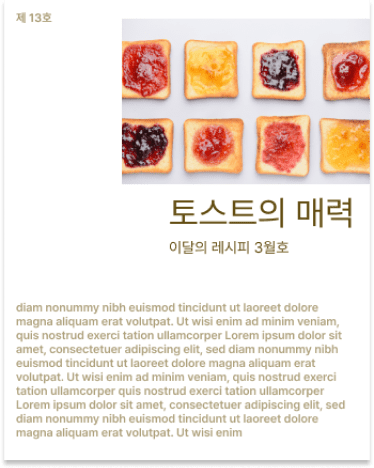 제 13호
토스트의 매력
이달의 레시피 3월호
diam nonummy nibh euismod tincidunt ut laoreet dolore
magna aliquam erat volutpat. Ut wisi enim ad minim veniam,
quis nostrud exerci tation ullamcorper Lorem ipsum dolor sit
amet, consectetuer adipiscing elit, sed diam nonummy nibh
euismod tincidunt ut laoreet dolore magna aliquam erat
volutpat. Ut wisi enim ad minim veniam, quis nostrud exerci
tation ullamcorper quis nostrud exerci tation ullamcorper
Lorem ipsum dolor sit amet, consectetuer adipiscing elit, sed
diam nonummy nibh euismod tincidunt ut laoreet dolore
magna aliquam erat volutpat. Ut wisi enim